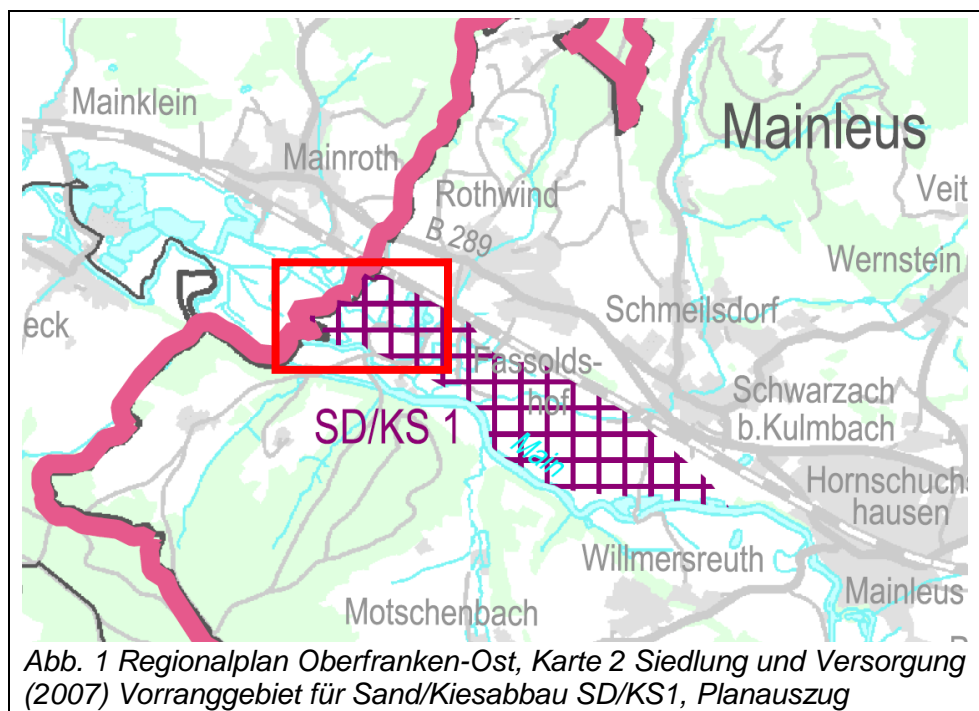 Mainklein
Mainroth
Mainleus
Rothwind
Veit
B 289
Wernstein
eck
Schmeilsdorf
Fassolds-
hof
Schwarzach
b.Kulmbach
SD/KS 1
Main
Hornschuchs
hausen
Willmersreuth
Mainleus
Motschenbach
Abb. 1 Regionalplan Oberfranken-Ost, Karte 2 Siedlung und Versorgung
(2007) Vorranggebiet für Sand/Kiesabbau SD/KS1, Planauszug